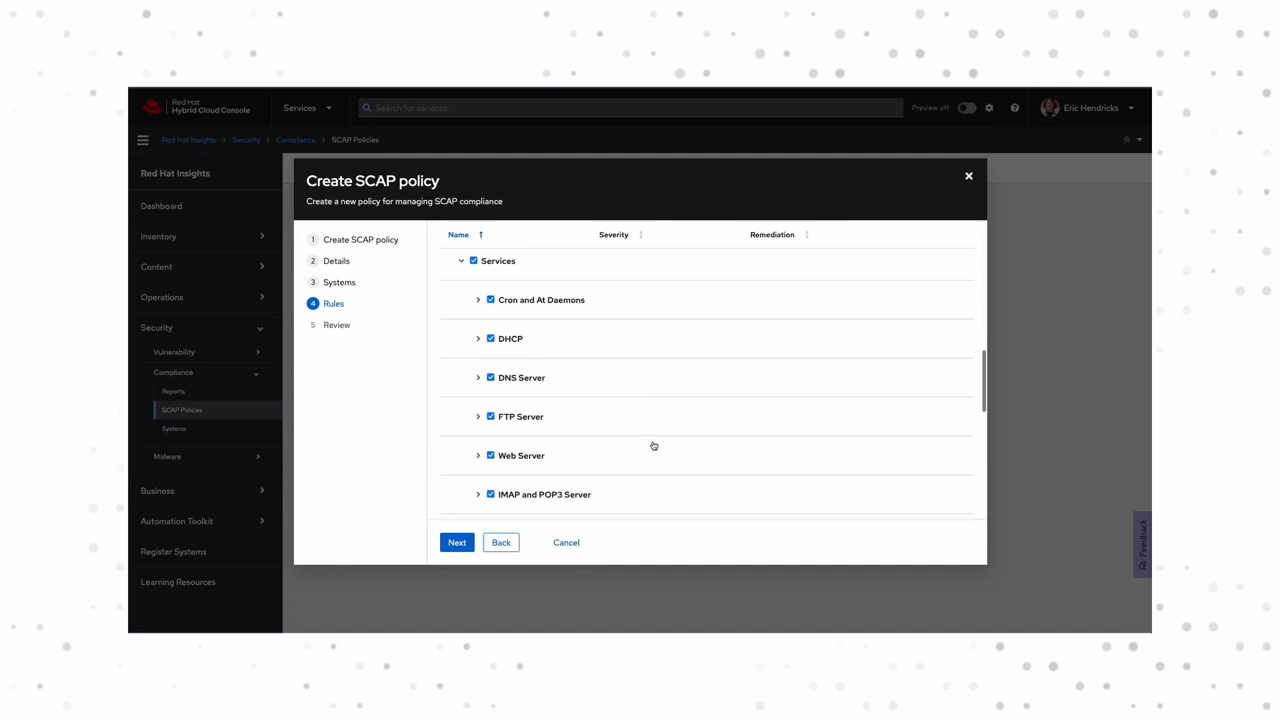 Red Hat
Hybrid Cloud Console
Services
Search for services
Preview off
Eric Hendricks
Red Hat Insights
Security
Compliance
SCAP Policies
Red Hat Insights
Dashboard
Inventory
Content
Operations
Security
Vulnerability
Compliance
Reports
SCAP Policies
Systems
Malware
Business
Automation Toolkit
Register Systems
Learning Resources
Create SCAP policy
Create a new policy for managing SCAP compliance
1 Create SCAP policy
2 Details
3 Systems
4 Rules
5 Review
Name Severity Remediation
Services
Cron and At Daemons
DHCP
DNS Server
FTP Server
Web Server
IMAP and POP3 Server
Next Back Cancel
Feedback